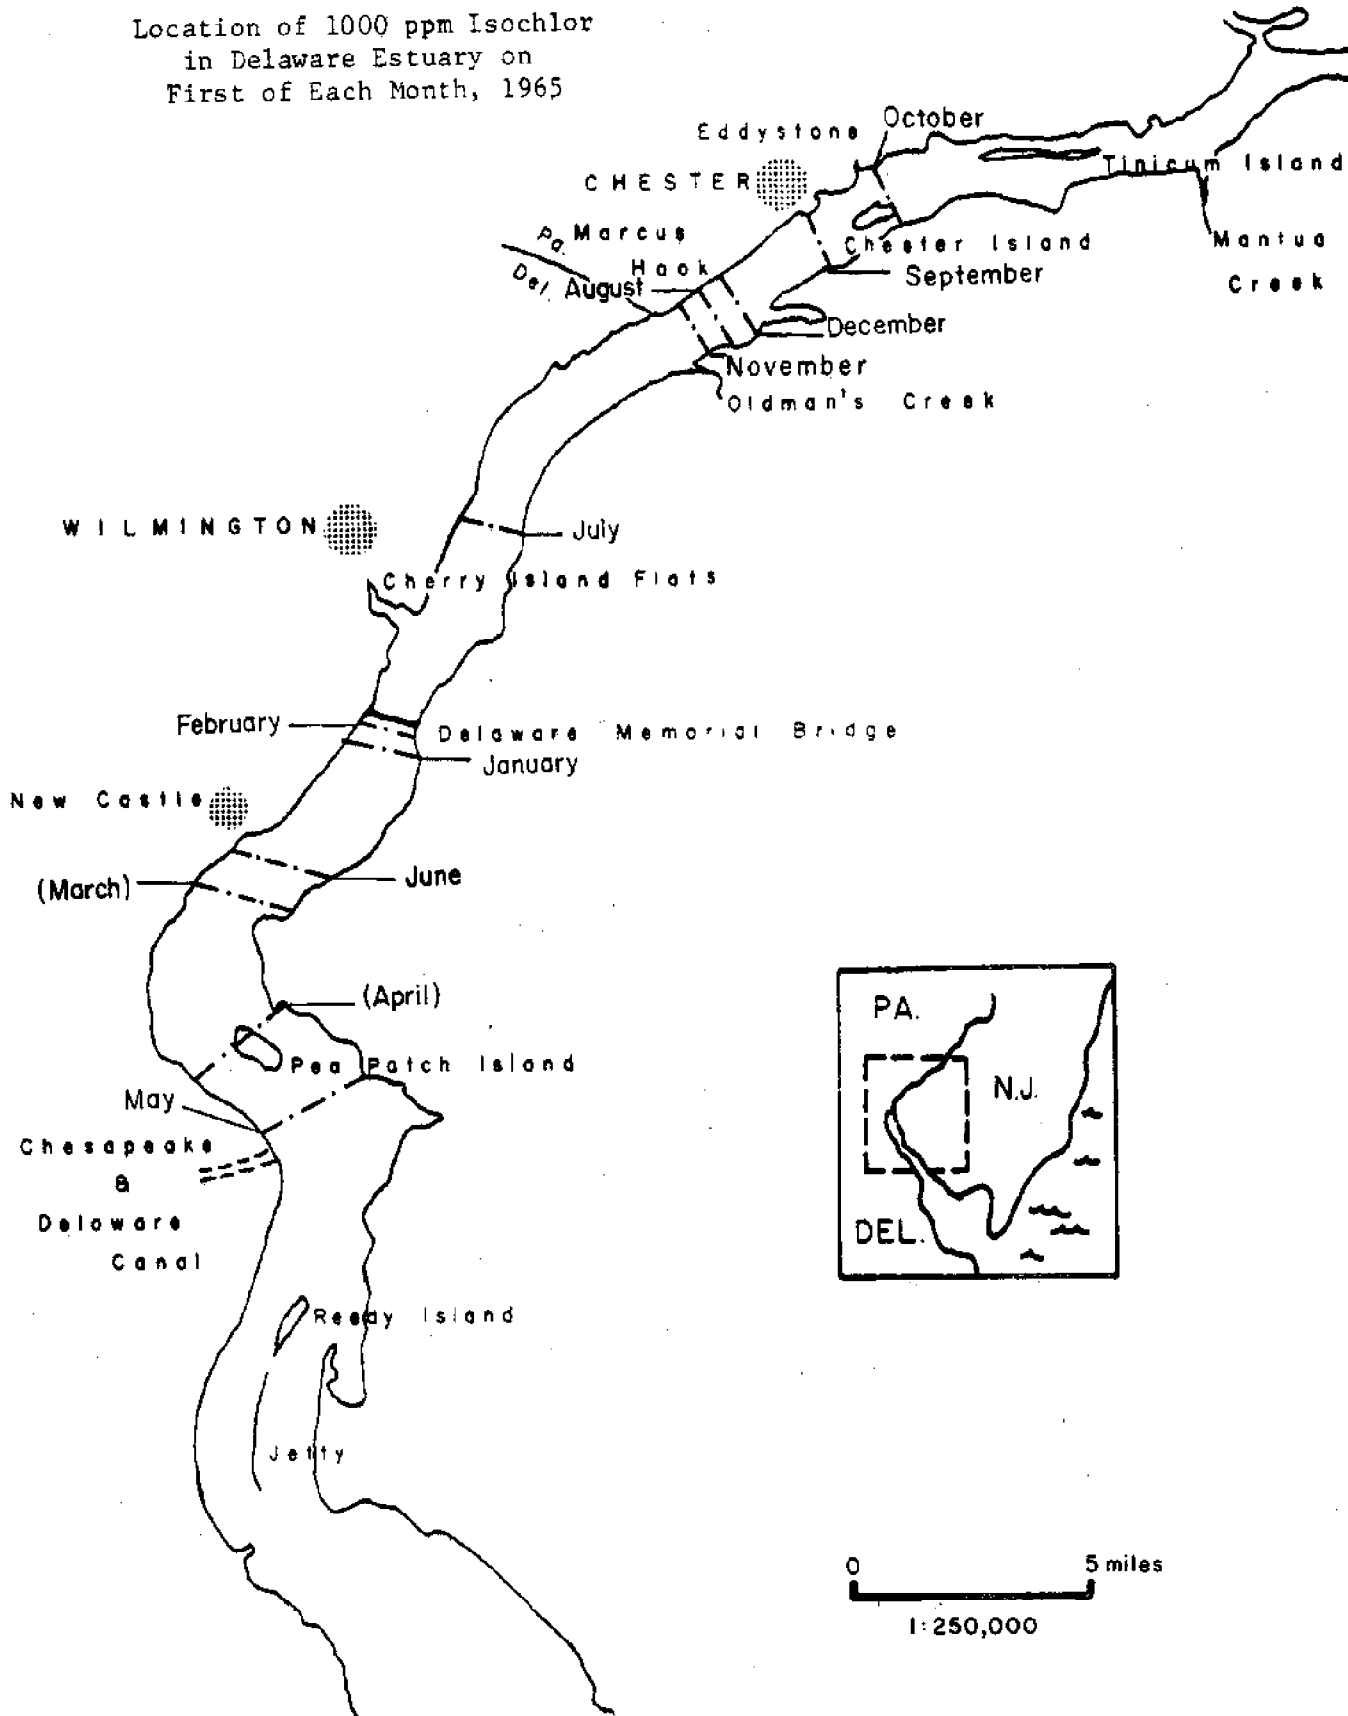 Location of 1000 ppm Isochlor
in Delaware Estuary on
First of Each Month, 1965
October
Eddystone
Tinicum Island
CHESTER
Pa.
Marcus
Hook
Del.
Chester Island
Mantua
Creek
August
September
December
November
Oldman's Creek
WILMINGTON
July
Cherry Island Flats
February
Delaware Memorial Bridge
January
New Castle
(March)
June
(April)
Pea Patch Island
May
Chesapeake
&
Delaware
Canal
PA.
N.J.
DEL.
Reedy Island
Jetty
0 5 miles
1:250,000